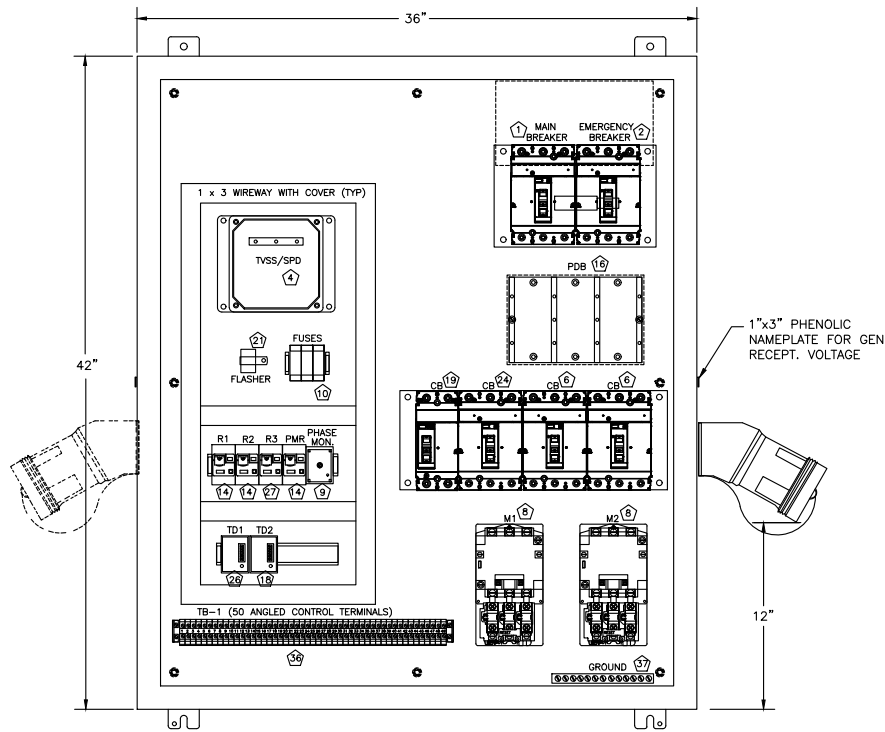 36"
1 MAIN BREAKER
EMERGENCY BREAKER 2
1 x 3 WIREWAY WITH COVER (TYP)
TVSS/SPD
4
PDB 16
1"x3" PHENOLIC
NAMEPLATE FOR GEN
RECEPT. VOLTAGE
42"
21
FLASHER
FUSES
10
CB 19
CB 24
CB 6
CB 6
R1
R2
R3
PMR
PHASE
MON.
14
14
27
14
9
M1 8
M2 8
TD1
TD2
26
18
12"
TB-1 (50 ANGLED CONTROL TERMINALS)
36
GROUND 37